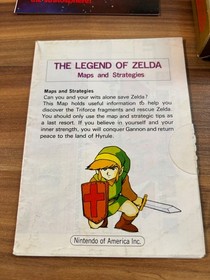 THE LEGEND OF ZELDA
Maps and Strategies
Maps and Strategies
Can you and your wits alone save Zelda?
This Map holds useful information to help you
discover the Triforce fragments and rescue Zelda.
You should only use the map and strategic tips as
a last resort. If you believe in yourself and your
inner strength, you will conquer Gannon and return
peace to the land of Hyrule.
Nintendo of America Inc.